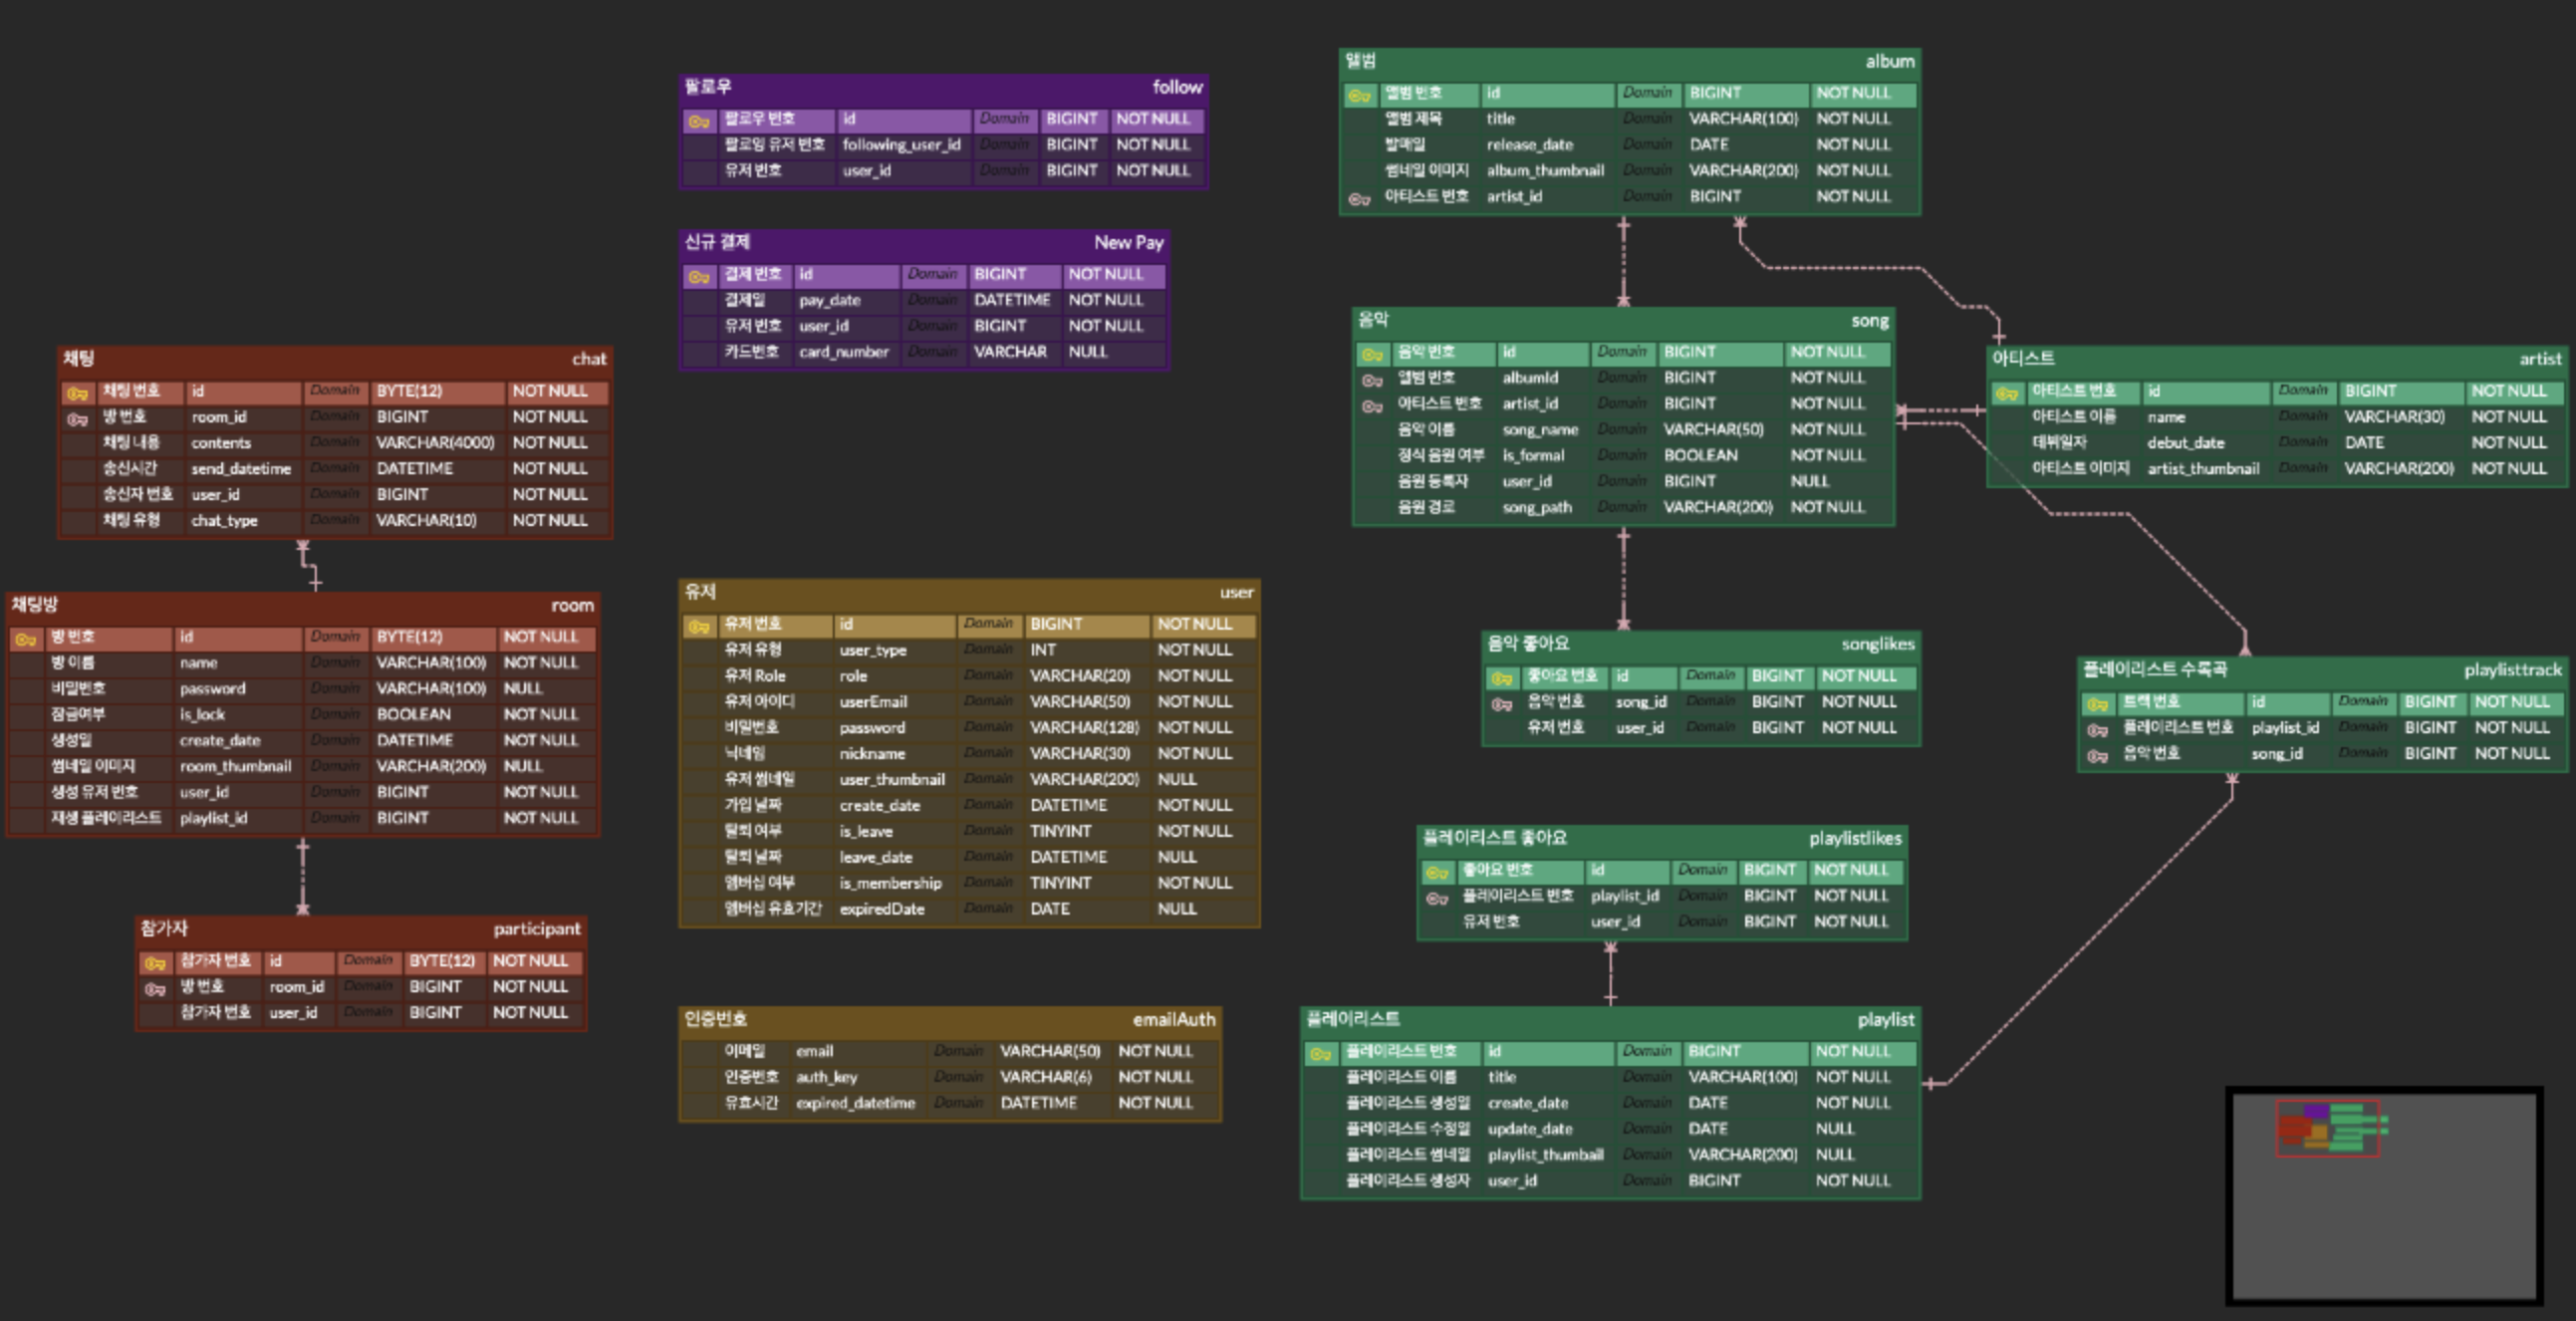 팔로우 follow
팔로우 번호 id Domain BIGINT NOT NULL
팔로잉 유저 번호 following_user_id Domain BIGINT NOT NULL
유저 번호 user_id Domain BIGINT NOT NULL
신규 결제 New Pay
결제 번호 id Domain BIGINT NOT NULL
결제일 pay_date Domain DATETIME NOT NULL
유저 번호 user_id Domain BIGINT NOT NULL
카드번호 card_number Domain VARCHAR NULL
채팅 chat
채팅 번호 id Domain BYTE(12) NOT NULL
방 번호 room_id Domain BIGINT NOT NULL
채팅 내용 contents Domain VARCHAR(4000) NOT NULL
송신시간 send_datetime Domain DATETIME NOT NULL
송신자 번호 user_id Domain BIGINT NOT NULL
채팅 유형 chat_type Domain VARCHAR(10) NOT NULL
채팅방 room
방 번호 id Domain BYTE(12) NOT NULL
방 이름 name Domain VARCHAR(100) NOT NULL
비밀번호 password Domain VARCHAR(100) NULL
잠금여부 is_lock Domain BOOLEAN NOT NULL
생성일 create_date Domain DATETIME NOT NULL
썸네일 이미지 room_thumbnail Domain VARCHAR(200) NULL
생성 유저 번호 user_id Domain BIGINT NOT NULL
재생 플레이리스트 playlist_id Domain BIGINT NOT NULL
참가자 participant
참가자 번호 id Domain BYTE(12) NOT NULL
방 번호 room_id Domain BIGINT NOT NULL
참가자 번호 user_id Domain BIGINT NOT NULL
유저 user
유저 번호 id Domain BIGINT NOT NULL
유저 유형 user_type Domain INT NOT NULL
유저 Role role Domain VARCHAR(20) NOT NULL
유저 아이디 userEmail Domain VARCHAR(50) NOT NULL
비밀번호 password Domain VARCHAR(128) NOT NULL
닉네임 nickname Domain VARCHAR(30) NOT NULL
유저 썸네일 user_thumbnail Domain VARCHAR(200) NULL
가입 날짜 create_date Domain DATETIME NOT NULL
탈퇴 여부 is_leave Domain TINYINT NOT NULL
탈퇴 날짜 leave_date Domain DATETIME NULL
멤버십 여부 is_membership Domain TINYINT NOT NULL
멤버십 유효기간 expiredDate Domain DATE NULL
인증번호 emailAuth
이메일 email Domain VARCHAR(50) NOT NULL
인증번호 auth_key Domain VARCHAR(6) NOT NULL
유효시간 expired_datetime Domain DATETIME NOT NULL
앨범 album
앨범 번호 id Domain BIGINT NOT NULL
앨범 제목 title Domain VARCHAR(100) NOT NULL
발매일 release_date Domain DATE NOT NULL
썸네일 이미지 album_thumbnail Domain VARCHAR(200) NOT NULL
아티스트 번호 artist_id Domain BIGINT NOT NULL
음악 song
음악 번호 id Domain BIGINT NOT NULL
앨범 번호 albumId Domain BIGINT NOT NULL
아티스트 번호 artist_id Domain BIGINT NOT NULL
음악 이름 song_name Domain VARCHAR(50) NOT NULL
정식 음원 여부 is_formal Domain BOOLEAN NOT NULL
음원 등록자 user_id Domain BIGINT NULL
음원 경로 song_path Domain VARCHAR(200) NOT NULL
아티스트 artist
아티스트 번호 id Domain BIGINT NOT NULL
아티스트 이름 name Domain VARCHAR(30) NOT NULL
데뷔일자 debut_date Domain DATE NOT NULL
아티스트 이미지 artist_thumbnail Domain VARCHAR(200) NOT NULL
음악 좋아요 songlikes
좋아요 번호 id Domain BIGINT NOT NULL
음악 번호 song_id Domain BIGINT NOT NULL
유저 번호 user_id Domain BIGINT NOT NULL
플레이리스트 수록곡 playlisttrack
트랙 번호 id Domain BIGINT NOT NULL
플레이리스트 번호 playlist_id Domain BIGINT NOT NULL
음악 번호 song_id Domain BIGINT NOT NULL
플레이리스트 좋아요 playlistlikes
좋아요 번호 id Domain BIGINT NOT NULL
플레이리스트 번호 playlist_id Domain BIGINT NOT NULL
유저 번호 user_id Domain BIGINT NOT NULL
플레이리스트 playlist
플레이리스트 번호 id Domain BIGINT NOT NULL
플레이리스트 이름 title Domain VARCHAR(100) NOT NULL
플레이리스트 생성일 create_date Domain DATE NOT NULL
플레이리스트 수정일 update_date Domain DATE NULL
플레이리스트 썸네일 playlist_thumbail Domain VARCHAR(200) NULL
플레이리스트 생성자 user_id Domain BIGINT NOT NULL